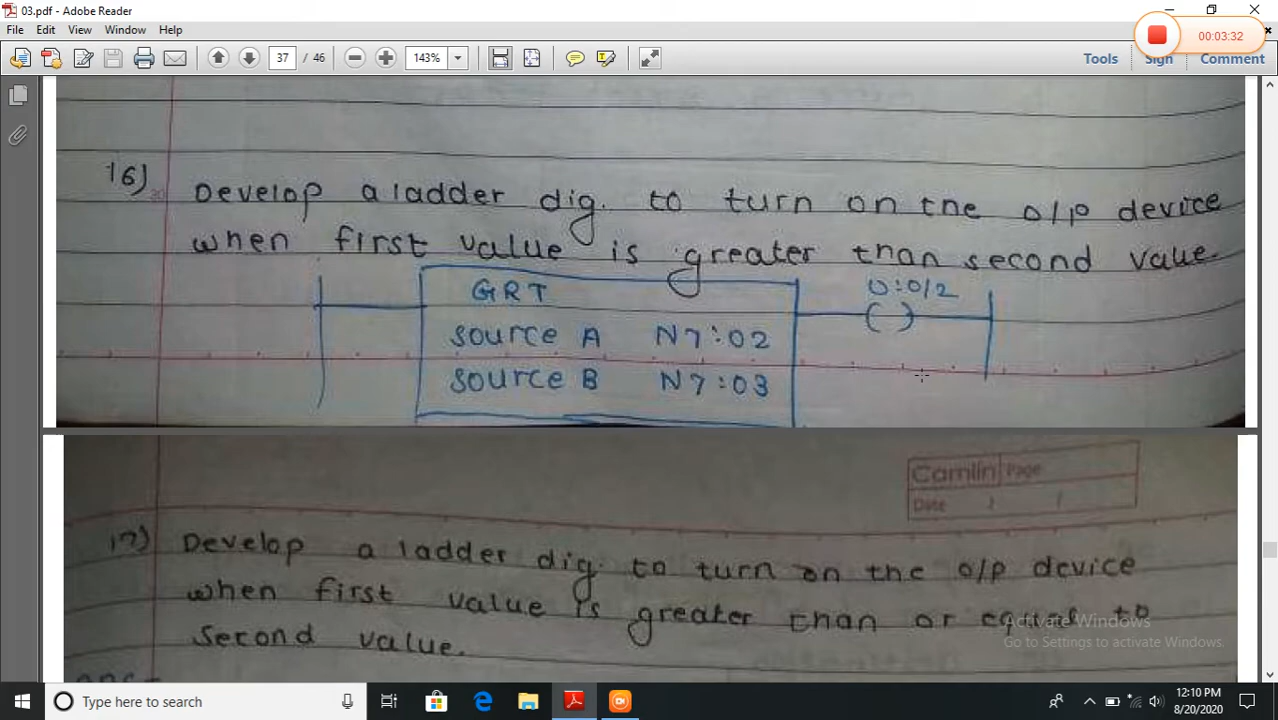 03.pdf - Adobe Reader
File Edit View Window Help
00:03:32
37 / 46 143% Tools Sign Comment
16) Develop a ladder dig. to turn on the o/p device
when first value is greater than second value.
GRT O:0/2
source A N7:02
source B N7:03
Camlin Page
Date / /
17) Develop a ladder dig. to turn on the o/p device
when first value is greater than or equal to
second value.
Activate Windows
Go to Settings to activate Windows.
Type here to search
12:10 PM
8/20/2020